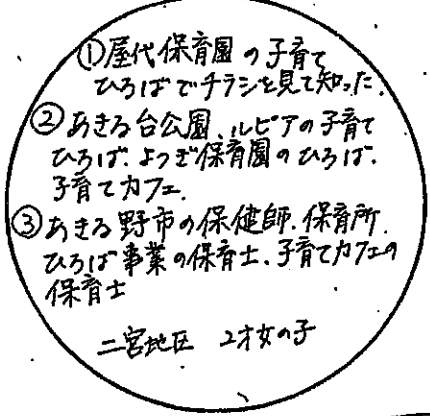 ①屋代保育園の子育て
ひろばでチラシを見て知った.
②あきる台公園、ルピアの子育て
ひろば.よつぎ保育園のひろば.
子育てカフェ.
③あきる野市の保健師.保育所.
ひろば事業の保育士.子育てカフェの
保育士
二宮地区 2才女の子